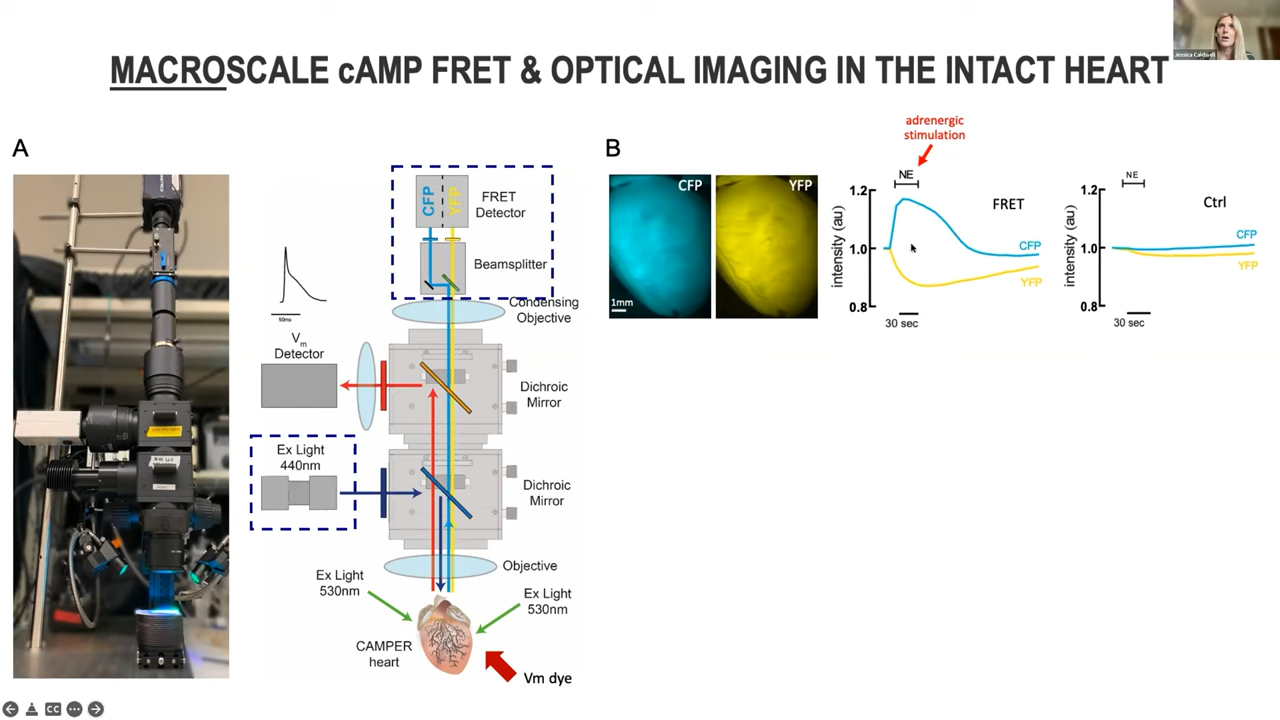 Jessica Caldwell
MACROSCALE cAMP FRET & OPTICAL IMAGING IN THE INTACT HEART
A
CFP
YFP
FRET
Detector
Beamsplitter
Condensing
Objective
50ms
Vm
Detector
Dichroic
Mirror
Ex Light
440nm
Dichroic
Mirror
Objective
Ex Light
530nm
Ex Light
530nm
CAMPER
heart
Vm dye
B
CFP
1mm
YFP
adrenergic
stimulation
NE
1.2
1.0
0.8
intensity (au)
FRET
CFP
YFP
30 sec
NE
1.2
1.0
0.8
intensity (au)
Ctrl
CFP
YFP
30 sec
CC